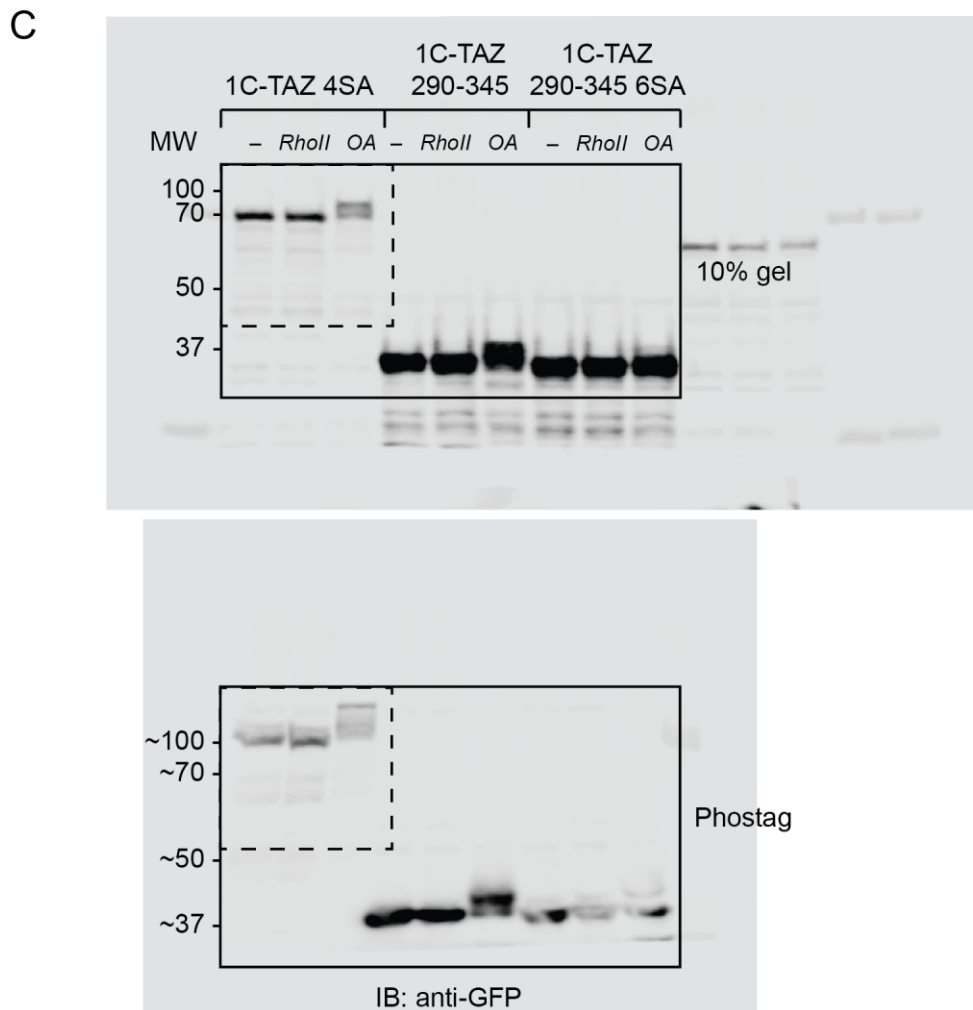 C
1C-TAZ 1C-TAZ
1C-TAZ 4SA 290-345 290-345 6SA
MW – RhoII OA – RhoII OA – RhoII OA
100
70
10% gel
50
37
~100
~70
Phostag
~50
~37
IB: anti-GFP